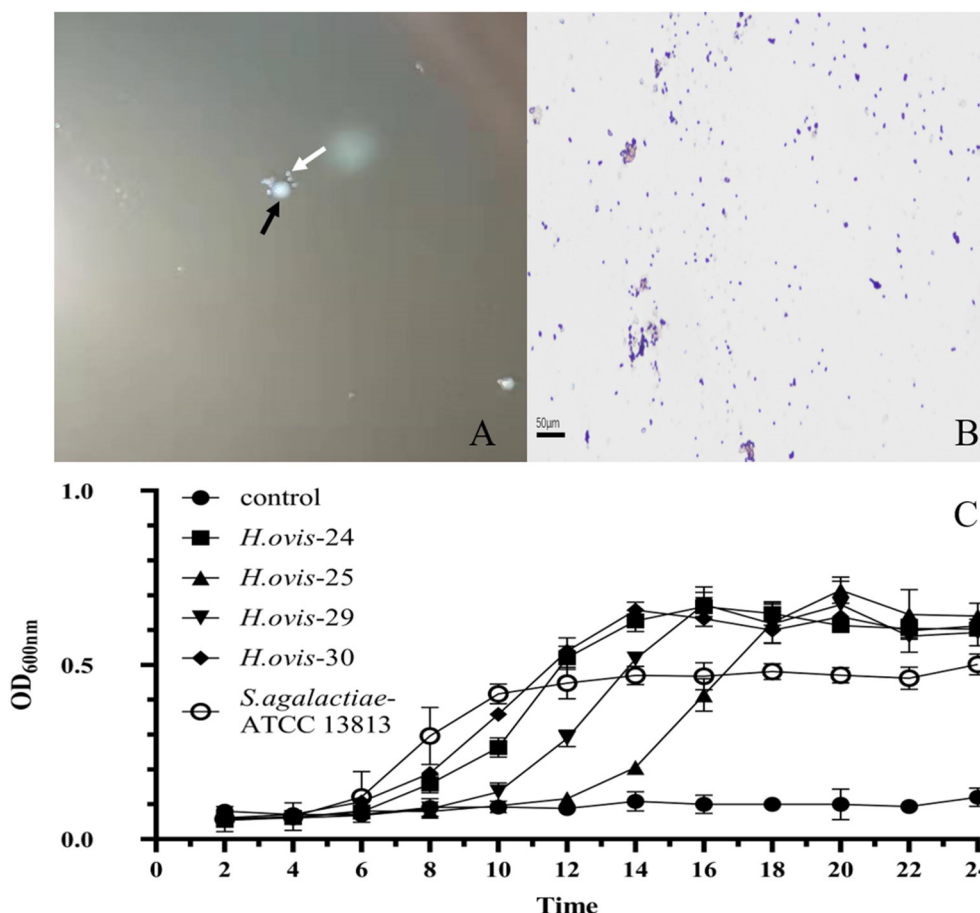 A
50µm
B
C
1.0
0.5
0.0
OD600nm
control
H.ovis-24
H.ovis-25
H.ovis-29
H.ovis-30
S.agalactiae-
ATCC 13813
0 2 4 6 8 10 12 14 16 18 20 22 24
Time